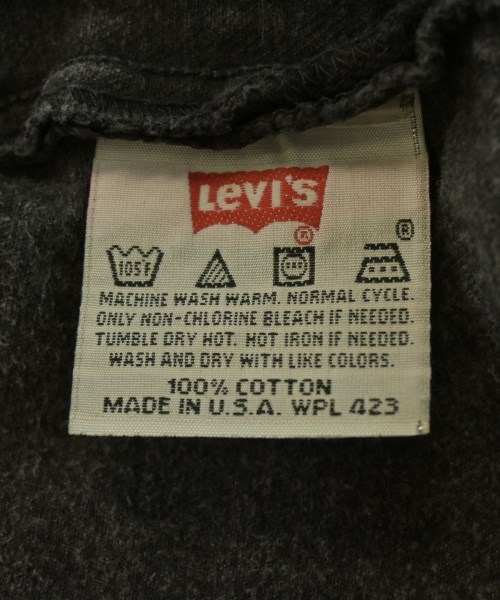 Levi's
®
®
105F
MACHINE WASH WARM. NORMAL CYCLE.
ONLY NON-CHLORINE BLEACH IF NEEDED.
TUMBLE DRY HOT. HOT IRON IF NEEDED.
WASH AND DRY WITH LIKE COLORS.
100% COTTON
MADE IN U.S.A. WPL 423